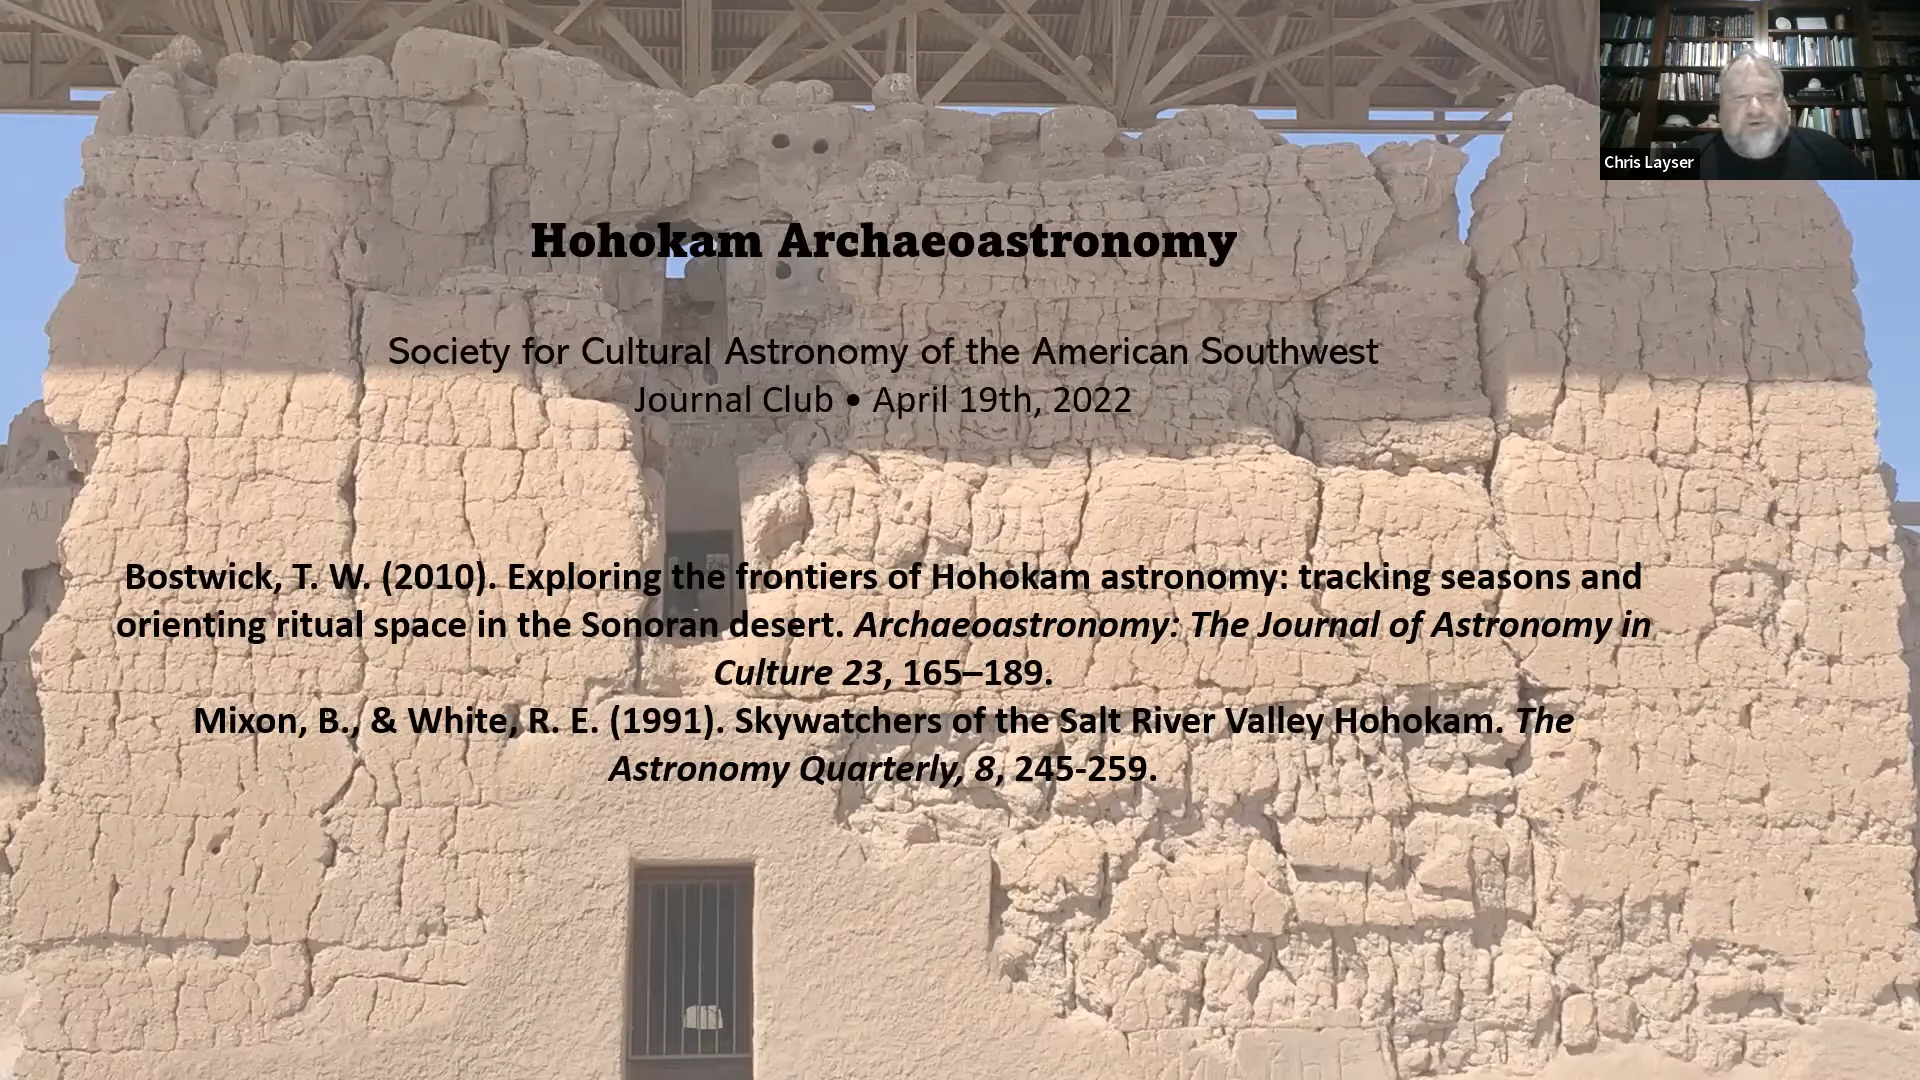 Chris Layser
Hohokam Archaeoastronomy
Society for Cultural Astronomy of the American Southwest
Journal Club • April 19th, 2022
Bostwick, T. W. (2010). Exploring the frontiers of Hohokam astronomy: tracking seasons and
orienting ritual space in the Sonoran desert. Archaeoastronomy: The Journal of Astronomy in
Culture 23, 165–189.
Mixon, B., & White, R. E. (1991). Skywatchers of the Salt River Valley Hohokam. The
Astronomy Quarterly, 8, 245-259.